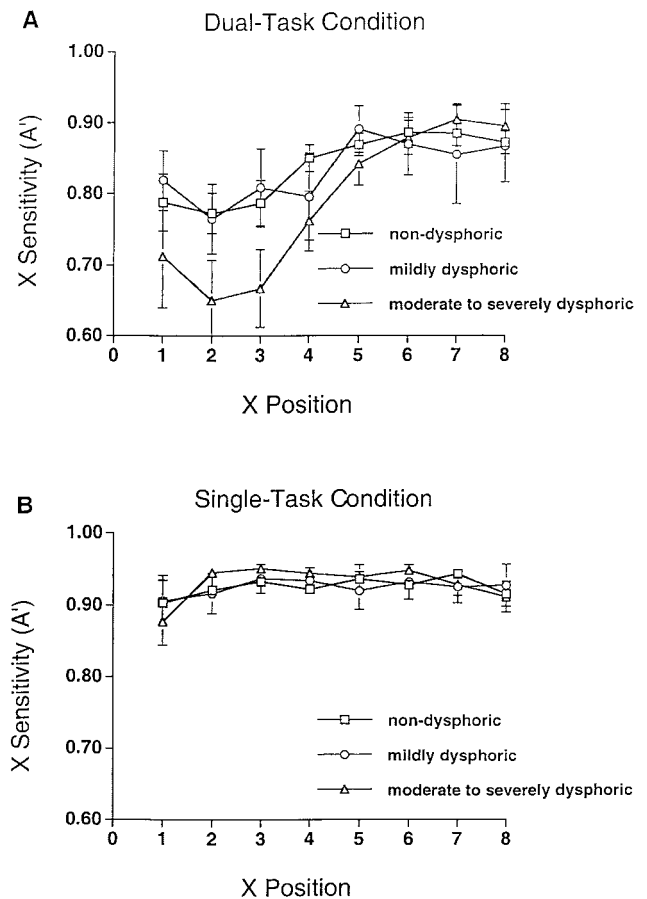 A
Dual-Task Condition
1.00
0.90
0.80
0.70
0.60
X Sensitivity (A')
non-dysphoric
mildly dysphoric
moderate to severely dysphoric
0 1 2 3 4 5 6 7 8
X Position
B
Single-Task Condition
1.00
0.90
0.80
0.70
0.60
X Sensitivity (A')
non-dysphoric
mildly dysphoric
moderate to severely dysphoric
0 1 2 3 4 5 6 7 8
X Position